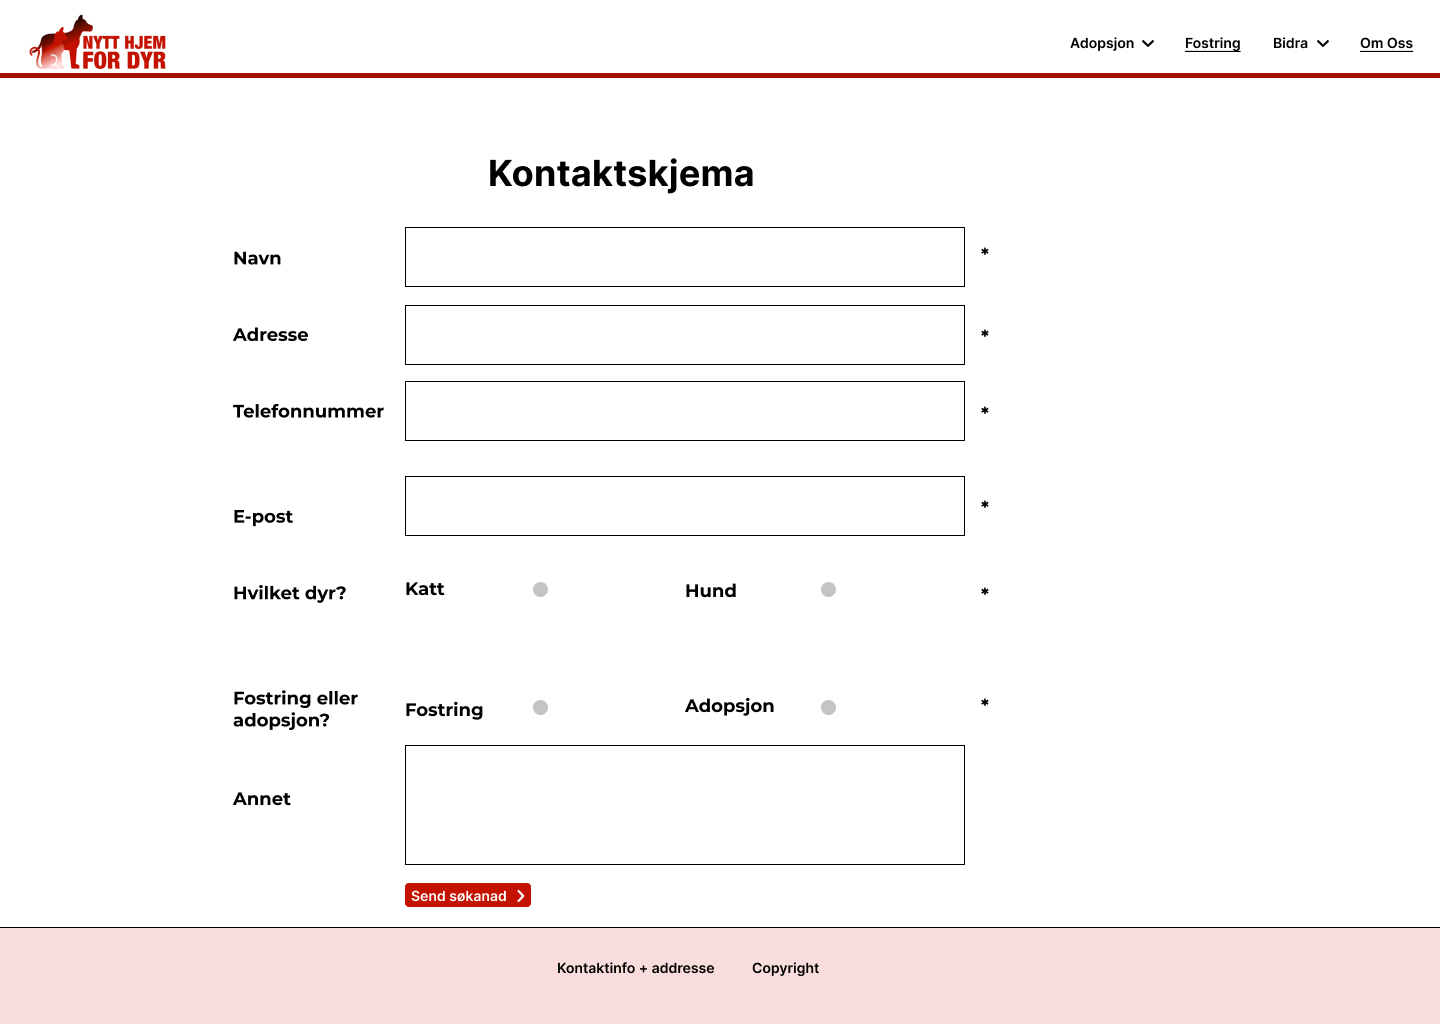 NYTT HJEM
FOR DYR
Adopsjon
Fostring
Bidra
Om Oss
Kontaktskjema
Navn
*
Adresse
*
Telefonnummer
*
E-post
*
Hvilket dyr?
Katt
Hund
*
Fostring eller
adopsjon?
Fostring
Adopsjon
*
Annet
Send søkanad
Kontaktinfo + addresse
Copyright